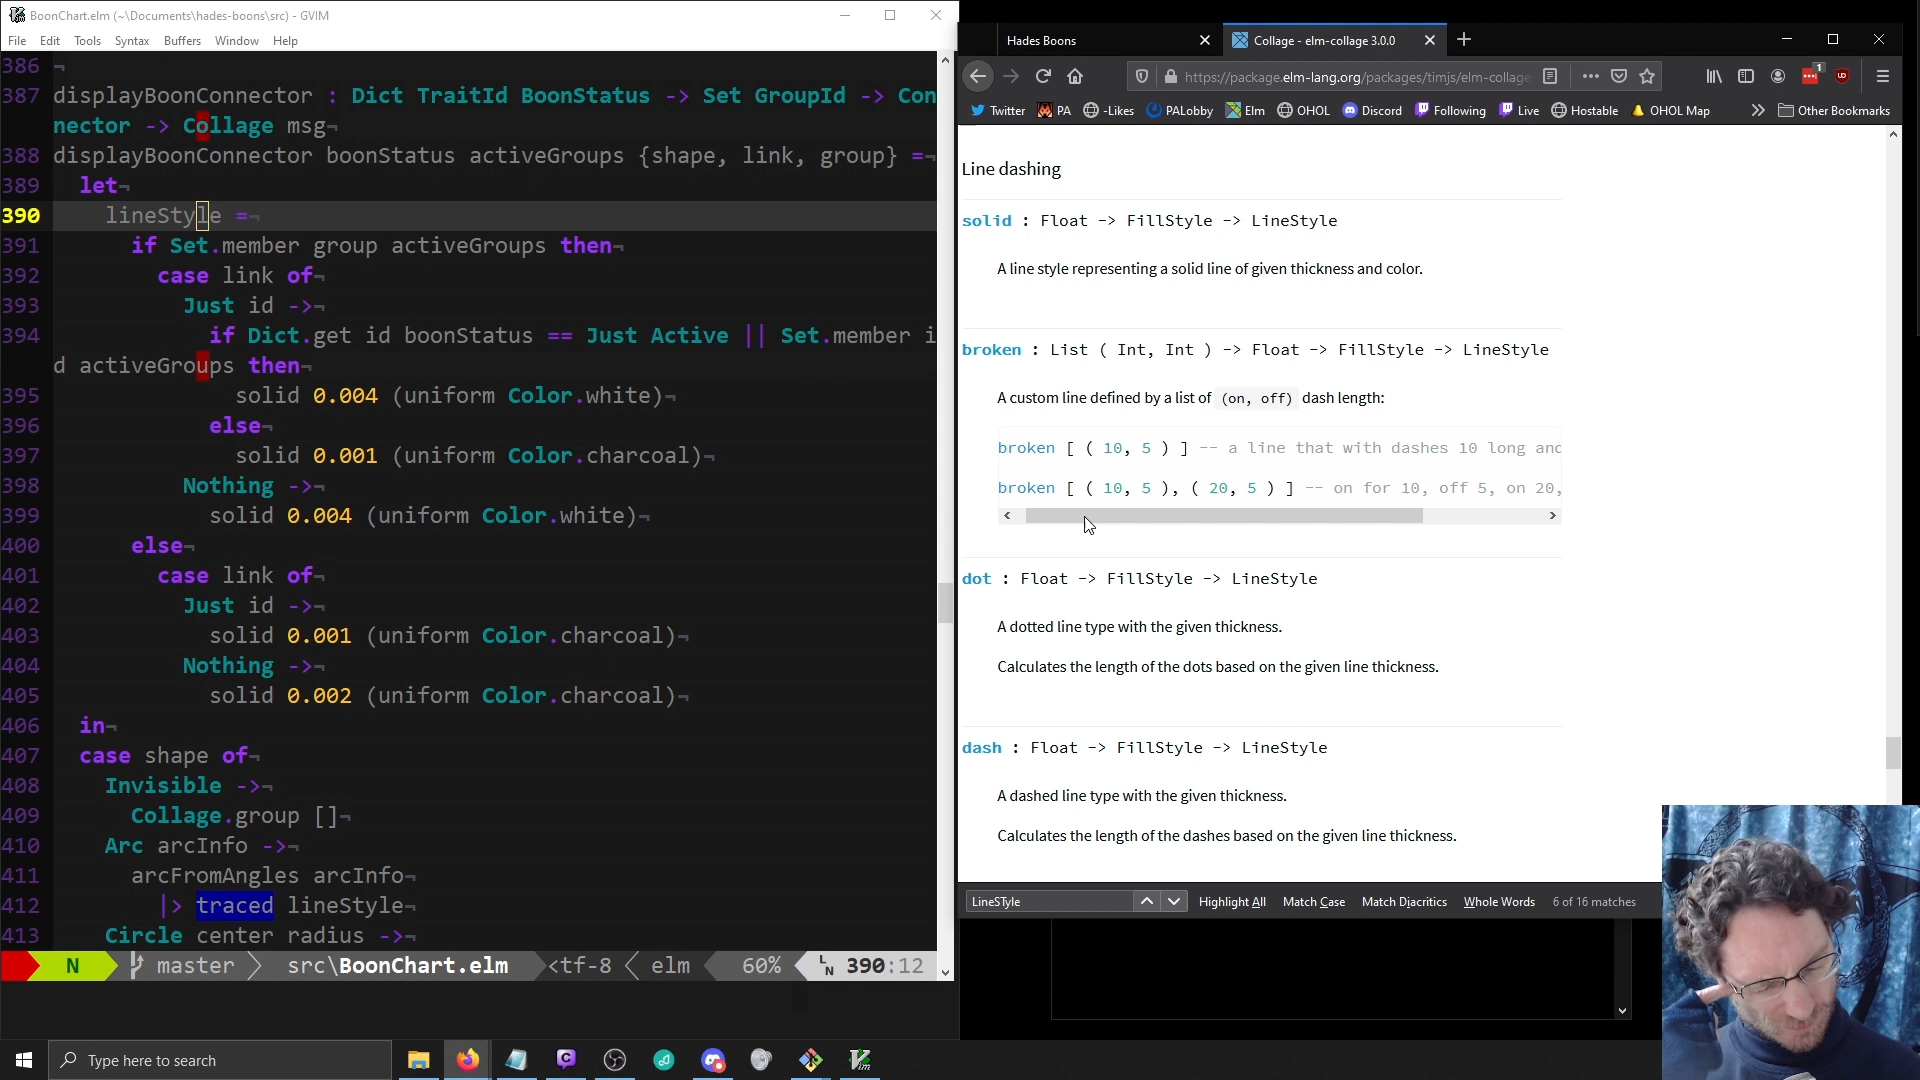 BoonChart.elm (~\Documents\hades-boons\src) - GVIM
File Edit Tools Syntax Buffers Window Help
386 ¬
387 displayBoonConnector : Dict TraitId BoonStatus -> Set GroupId -> Con
nector -> Collage msg¬
388 displayBoonConnector boonStatus activeGroups {shape, link, group} =¬
389 let¬
390 lineStyle =¬
391 if Set.member group activeGroups then¬
392 case link of¬
393 Just id ->¬
394 if Dict.get id boonStatus == Just Active || Set.member i
d activeGroups then¬
395 solid 0.004 (uniform Color.white)¬
396 else¬
397 solid 0.001 (uniform Color.charcoal)¬
398 Nothing ->¬
399 solid 0.004 (uniform Color.white)¬
400 else¬
401 case link of¬
402 Just id ->¬
403 solid 0.001 (uniform Color.charcoal)¬
404 Nothing ->¬
405 solid 0.002 (uniform Color.charcoal)¬
406 in¬
407 case shape of¬
408 Invisible ->¬
409 Collage.group []¬
410 Arc arcInfo ->¬
411 arcFromAngles arcInfo¬
412 |> traced lineStyle¬
413 Circle center radius ->¬
N master src\BoonChart.elm <tf-8 elm 60% LN 390:12
Hades Boons
Collage - elm-collage 3.0.0
https://package.elm-lang.org/packages/timjs/elm-collage
1
Twitter PA -Likes PALobby Elm OHOL Discord Following Live Hostable OHOL Map Other Bookmarks
Line dashing
solid : Float -> FillStyle -> LineStyle
A line style representing a solid line of given thickness and color.
broken : List ( Int, Int ) -> Float -> FillStyle -> LineStyle
A custom line defined by a list of (on, off) dash length:
broken [ ( 10, 5 ) ] -- a line that with dashes 10 long and
broken [ ( 10, 5 ), ( 20, 5 ) ] -- on for 10, off 5, on 20,
dot : Float -> FillStyle -> LineStyle
A dotted line type with the given thickness.
Calculates the length of the dots based on the given line thickness.
dash : Float -> FillStyle -> LineStyle
A dashed line type with the given thickness.
Calculates the length of the dashes based on the given line thickness.
LineSTyle Highlight All Match Case Match Diacritics Whole Words 6 of 16 matches
Type here to search